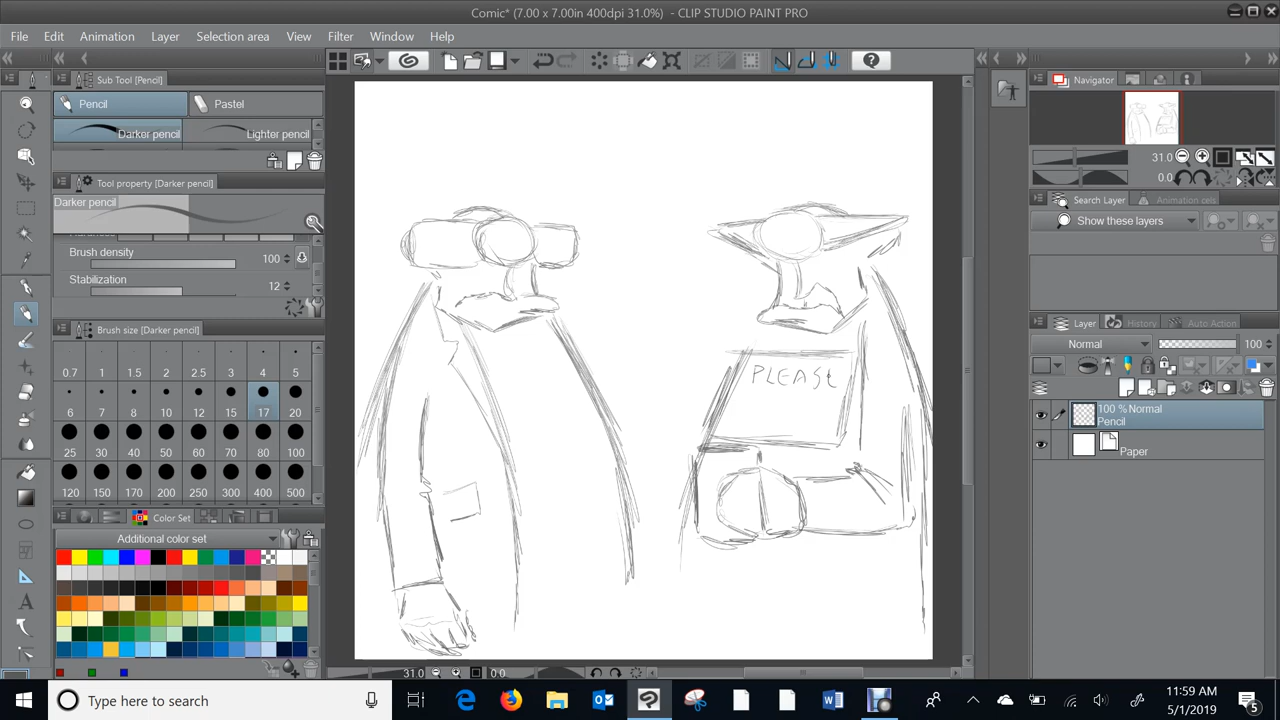 Comic* (7.00 x 7.00in 400dpi 31.0%) - CLIP STUDIO PAINT PRO
File Edit Animation Layer Selection area View Filter Window Help
Sub Tool [Pencil]
Pencil Pastel
Darker pencil Lighter pencil
Tool property [Darker pencil]
Darker pencil
Brush density 100
Stabilization 12
Brush size [Darker pencil]
0.7 1 1.5 2 2.5 3 4 5
6 7 8 10 12 15 17 20
25 30 40 50 60 70 80 100
120 150 170 200 250 300 400 500
Color Set
Additional color set
PLEASE
31.0 0.0
Navigator
31.0
0.0
Search Layer Animation cels
Show these layers
Layer History Auto Action
Normal 100
100 % Normal
Pencil
Paper
Type here to search
11:59 AM
5/1/2019
5